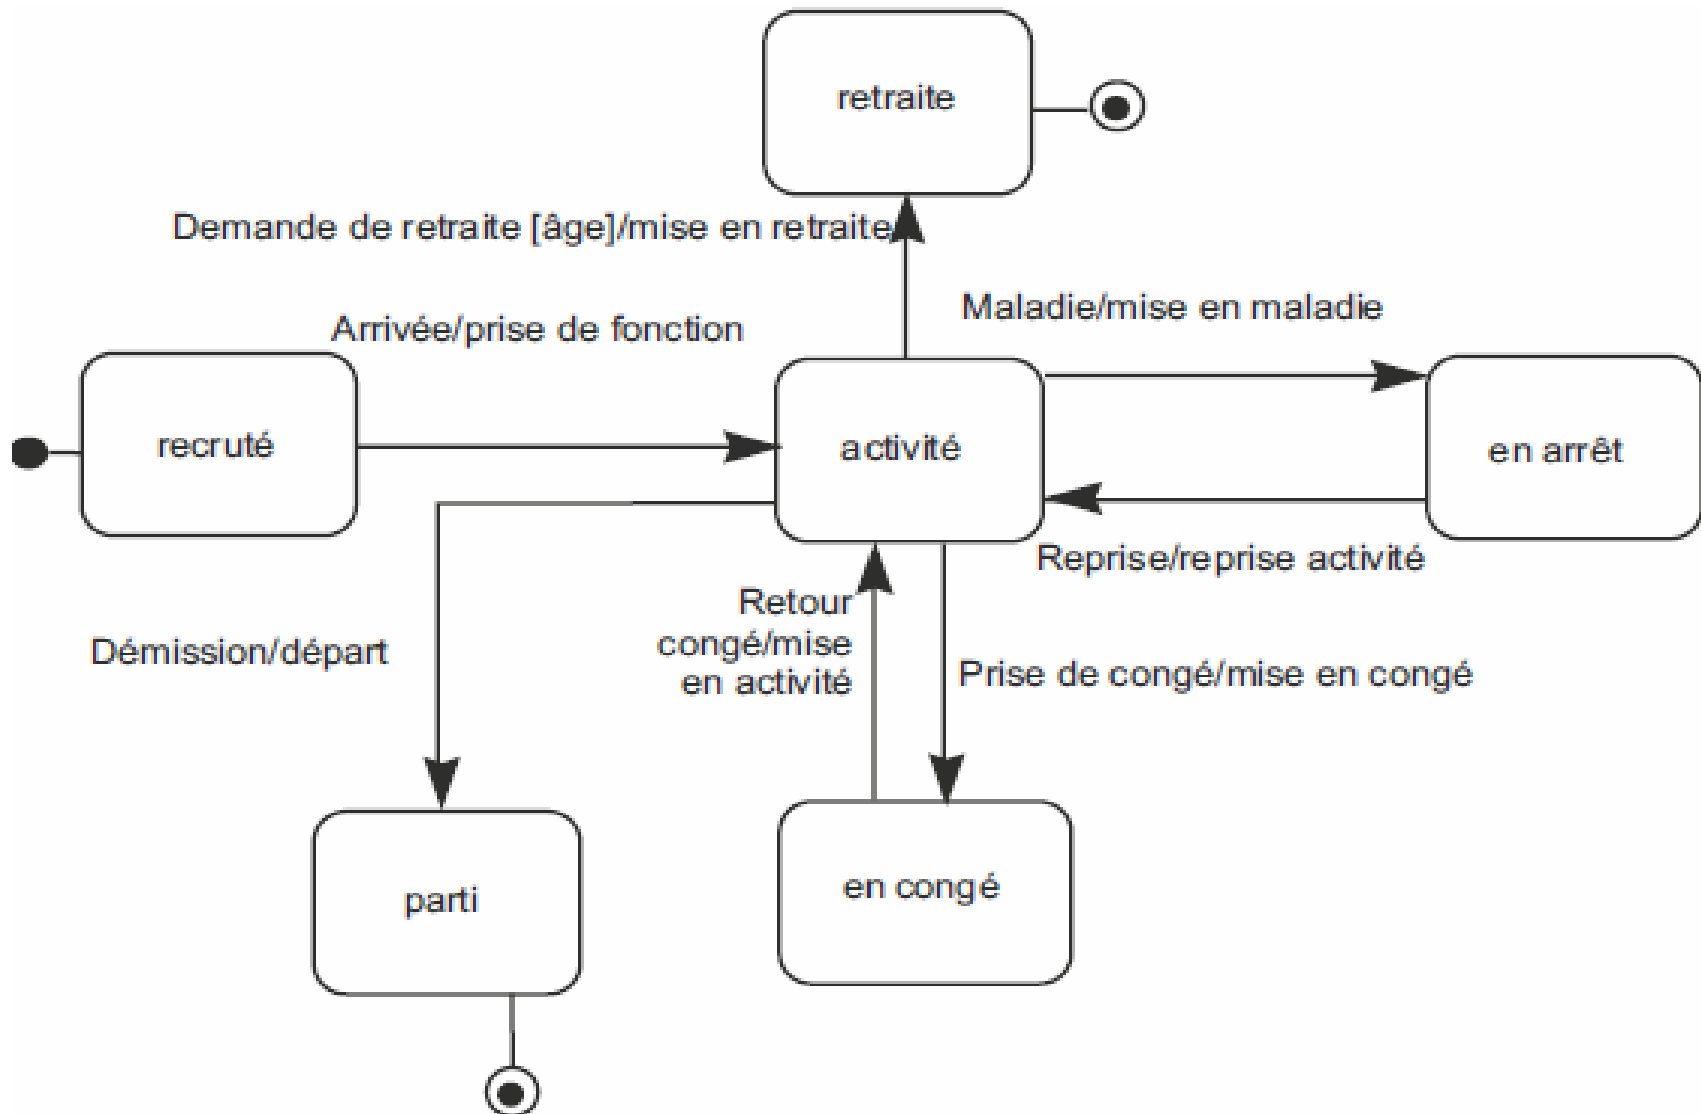 retraite
Demande de retraite [âge]/mise en retraite
Maladie/mise en maladie
Arrivée/prise de fonction
recruté
activité
en arrêt
Reprise/reprise activité
Retour
congé/mise
en activité
Démission/départ
Prise de congé/mise en congé
parti
en congé